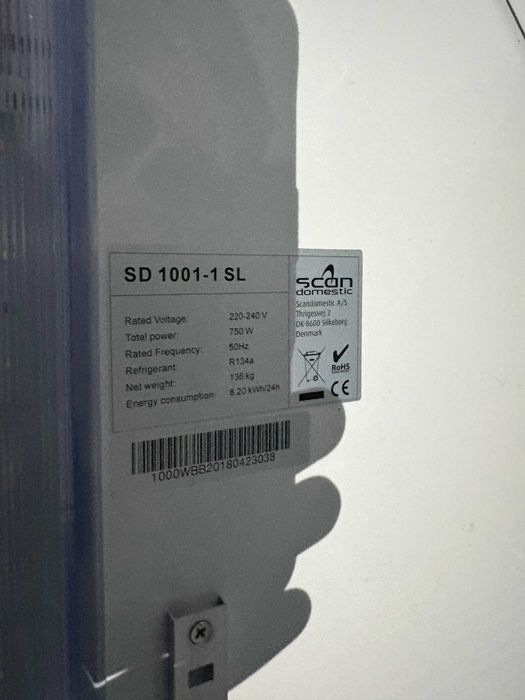 SD 1001-1 SL
scan
domestic
Scandomestic A/S
Thrigesvej 2
DK-8600 Silkeborg
Denmark
Rated Voltage: 220-240 V
Total power: 750 W
Rated Frequency: 50Hz
Refrigerant: R134a
Net weight: 136 kg
Energy consumption: 8.20 kWh/24h
RoHS
CE
1000WBB20180423038